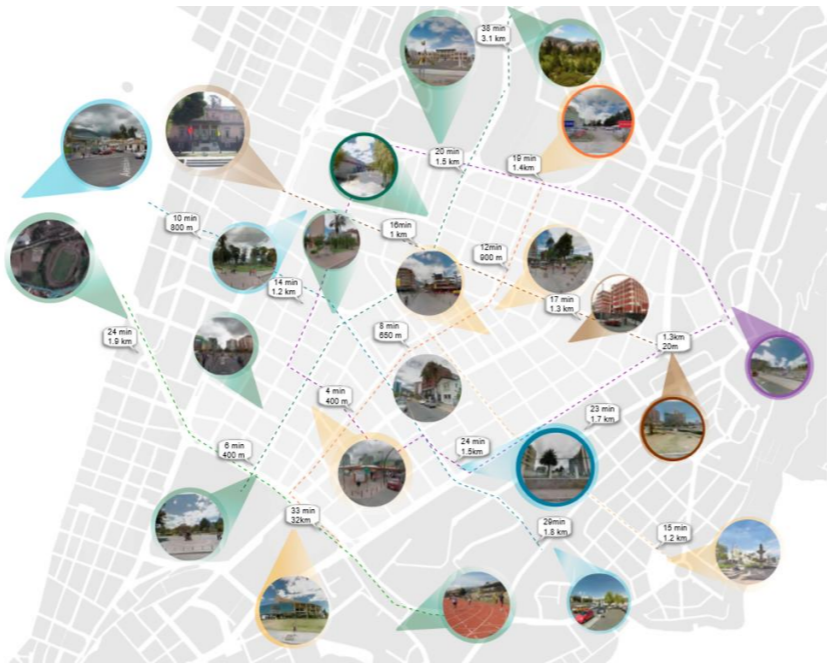 38 min
3.1 km
20 min
1.5 km
19 min
1.4km
10 min
800 m
16min
1 km
12min
900 m
14 min
1.2 km
17 min
1.3 km
24 min
1.9 km
8 min
650 m
1.3km
20m
4 min
400 m
23 min
1.7 km
6 min
400 m
24 min
1.5km
33 min
32km
29min
1.8 km
15 min
1.2 km